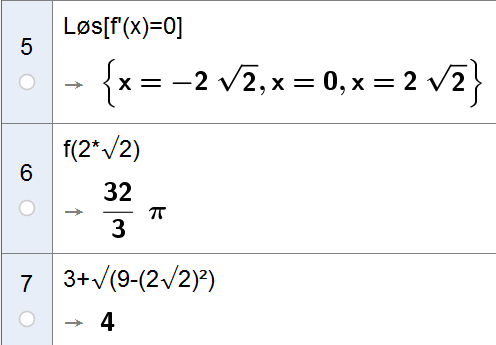 5
Løs[f'(x)=0]
→ {x = −2 √2, x = 0, x = 2 √2}
6
f(2*√2)
→ 32/3 π
7
3+√(9-(2√2)²)
→ 4